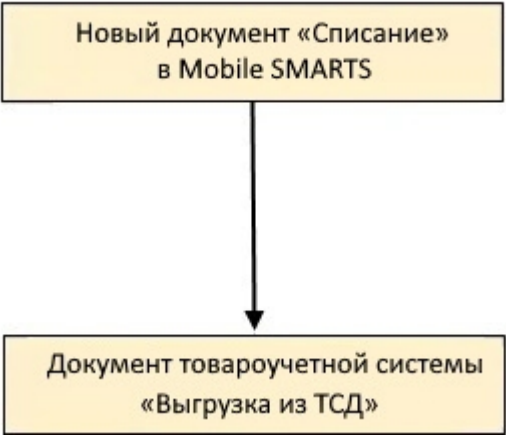 Новый документ «Списание»
в Mobile SMARTS
Документ товароучетной системы
«Выгрузка из ТСД»